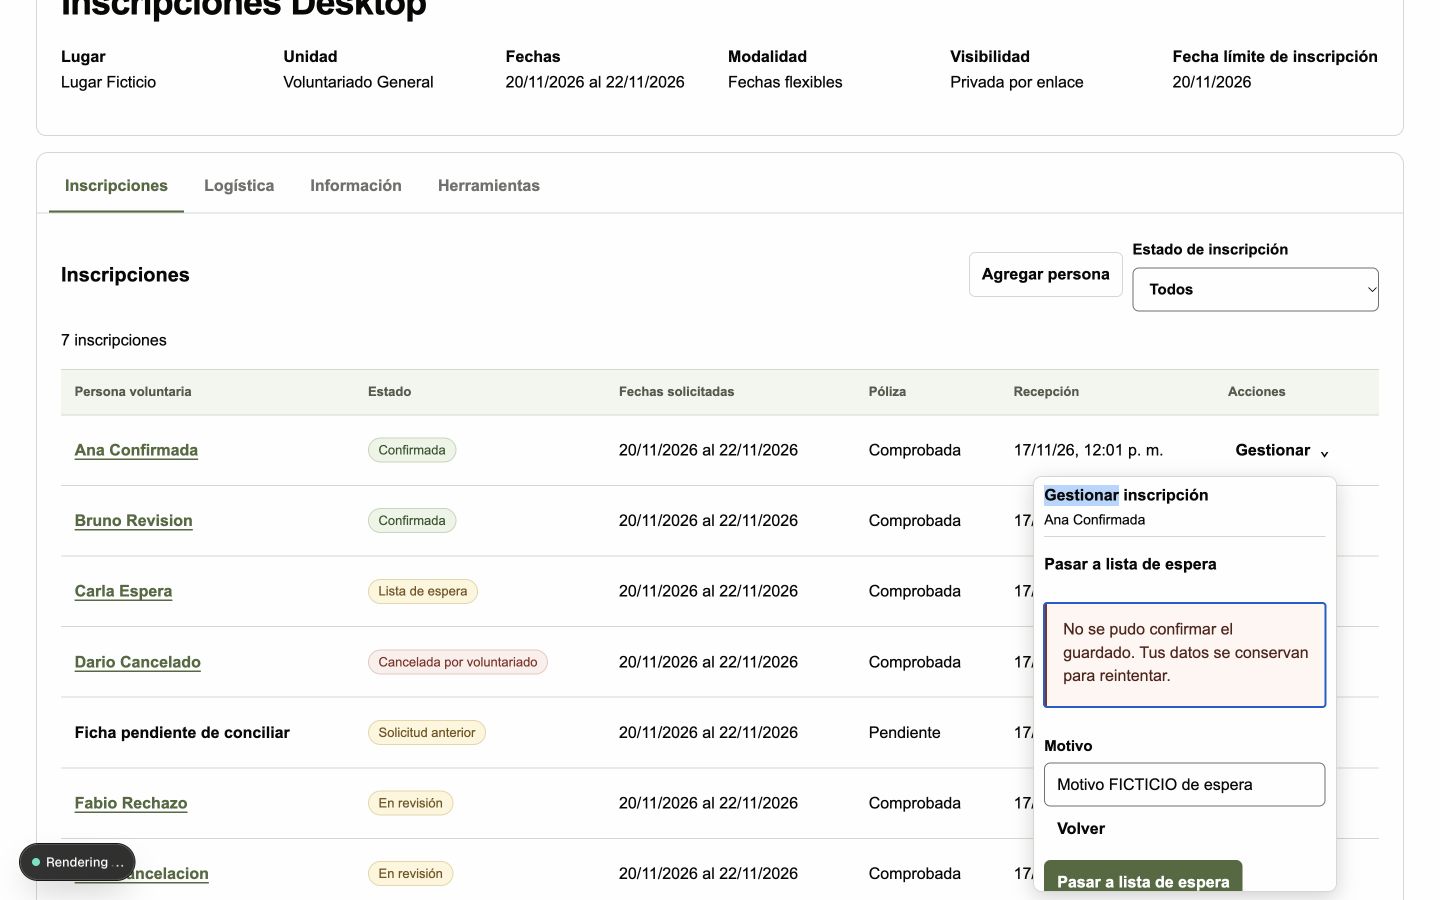 Inscripciones Desktop
Lugar
Lugar Ficticio
Unidad
Voluntariado General
Fechas
20/11/2026 al 22/11/2026
Modalidad
Fechas flexibles
Visibilidad
Privada por enlace
Fecha límite de inscripción
20/11/2026
Inscripciones Logística Información Herramientas
Inscripciones
Agregar persona
Estado de inscripción
Todos
7 inscripciones
Persona voluntaria Estado Fechas solicitadas Póliza Recepción Acciones
Ana Confirmada Confirmada 20/11/2026 al 22/11/2026 Comprobada 17/11/26, 12:01 p. m. Gestionar
Bruno Revision Confirmada 20/11/2026 al 22/11/2026 Comprobada 17/
Carla Espera Lista de espera 20/11/2026 al 22/11/2026 Comprobada 17/
Dario Cancelado Cancelada por voluntariado 20/11/2026 al 22/11/2026 Comprobada 17/
Ficha pendiente de conciliar Solicitud anterior 20/11/2026 al 22/11/2026 Pendiente 17/
Fabio Rechazo En revisión 20/11/2026 al 22/11/2026 Comprobada 17/
ancelacion En revisión 20/11/2026 al 22/11/2026 Comprobada 17/
Gestionar inscripción
Ana Confirmada
Pasar a lista de espera
No se pudo confirmar el
guardado. Tus datos se conservan
para reintentar.
Motivo
Motivo FICTICIO de espera
Volver
Pasar a lista de espera
Rendering ...